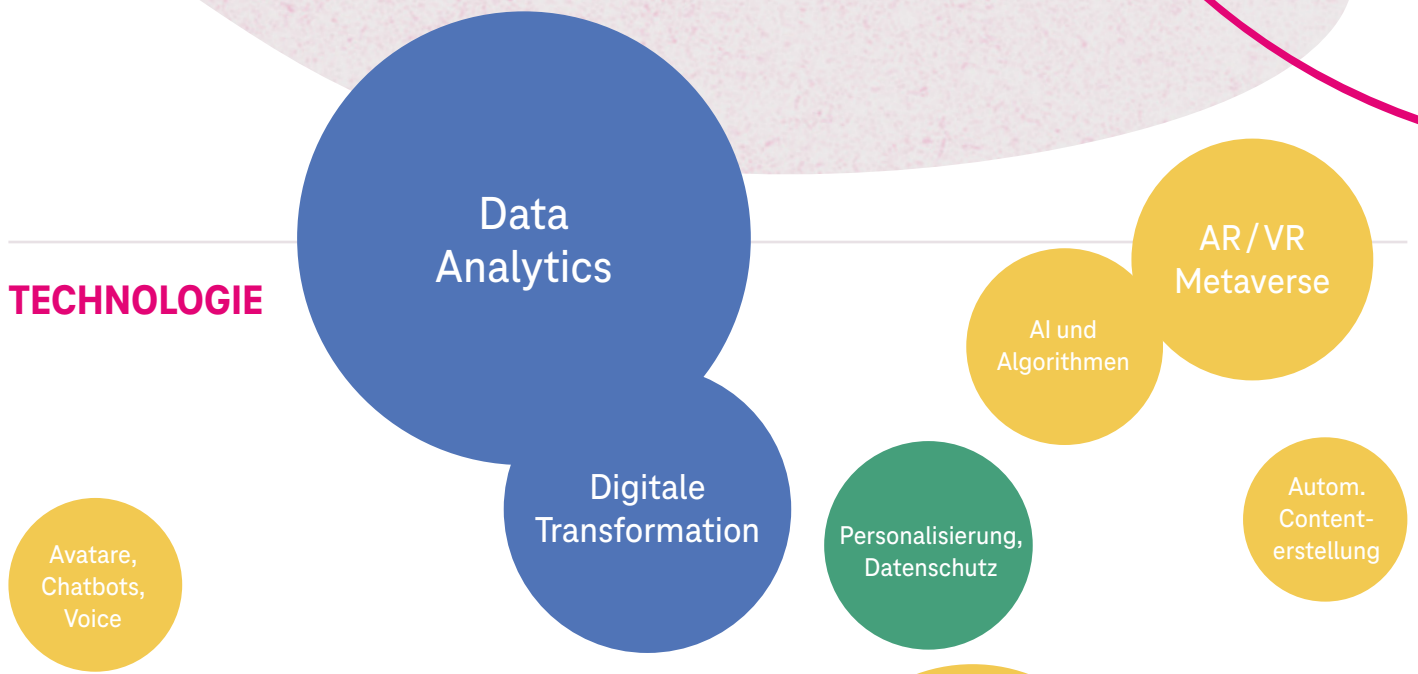 Data
Analytics
AR / VR
Metaverse
TECHNOLOGIE
AI und
Algorithmen
Digitale
Transformation
Personalisierung,
Datenschutz
Autom.
Content-
erstellung
Avatare,
Chatbots,
Voice